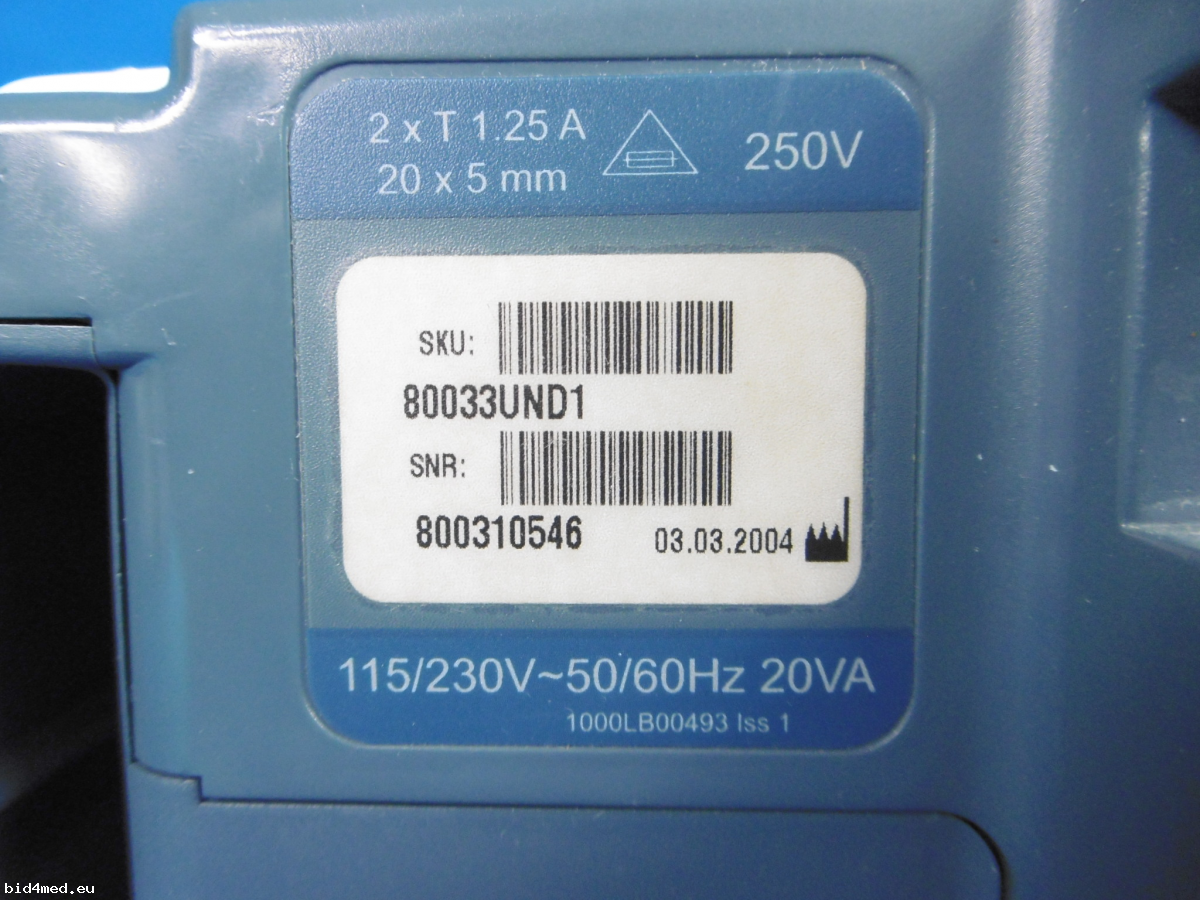 2 x T 1.25 A
20 x 5 mm
250V
SKU:
80033UND1
SNR:
800310546
03.03.2004
115/230V~50/60Hz 20VA
1000LB00493 Iss 1
bid4med.eu